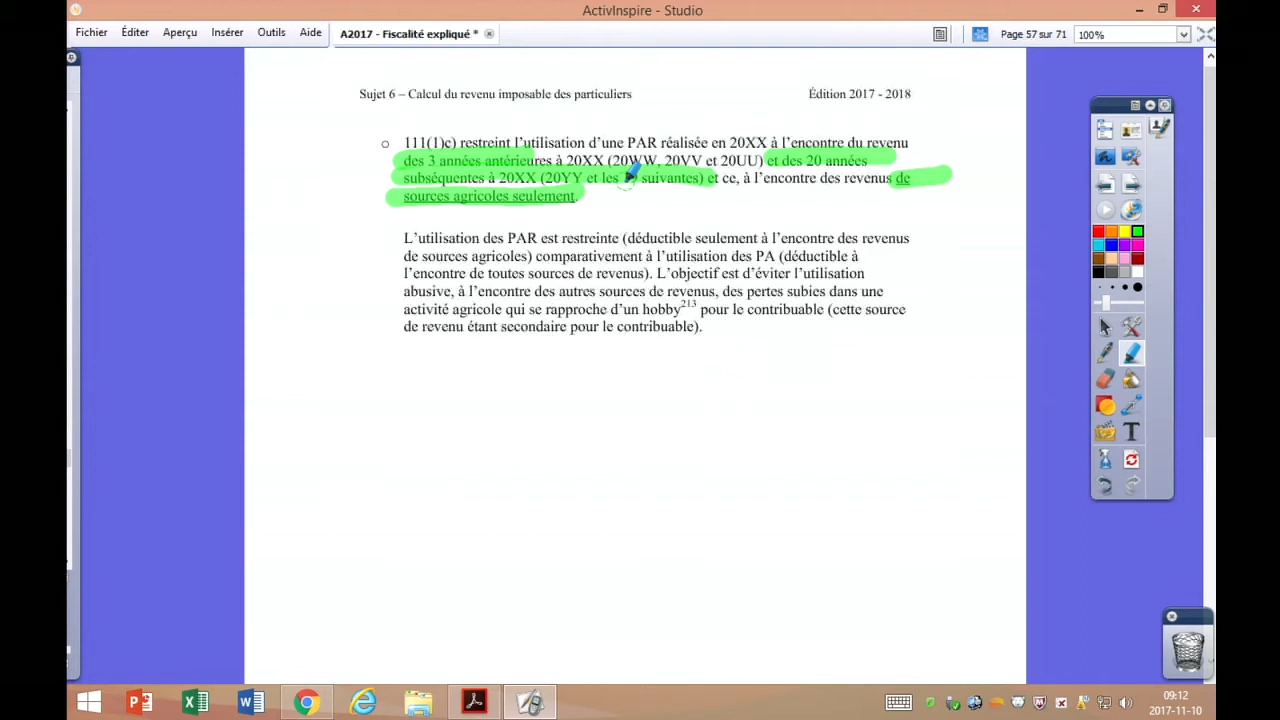 ActivInspire - Studio
Fichier Éditer Aperçu Insérer Outils Aide
A2017 - Fiscalité expliqué *
Page 57 sur 71
100%
Sujet 6 – Calcul du revenu imposable des particuliers
Édition 2017 - 2018
o 111(1)c) restreint l'utilisation d'une PAR réalisée en 20XX à l'encontre du revenu
des 3 années antérieures à 20XX (20WW, 20VV et 20UU) et des 20 années
subséquentes à 20XX (20YY et les suivantes) et ce, à l'encontre des revenus de
sources agricoles seulement.
L'utilisation des PAR est restreinte (déductible seulement à l'encontre des revenus
de sources agricoles) comparativement à l'utilisation des PA (déductible à
l'encontre de toutes sources de revenus). L'objectif est d'éviter l'utilisation
abusive, à l'encontre des autres sources de revenus, des pertes subies dans une
activité agricole qui se rapproche d'un hobby213 pour le contribuable (cette source
de revenu étant secondaire pour le contribuable).
09:12
2017-11-10